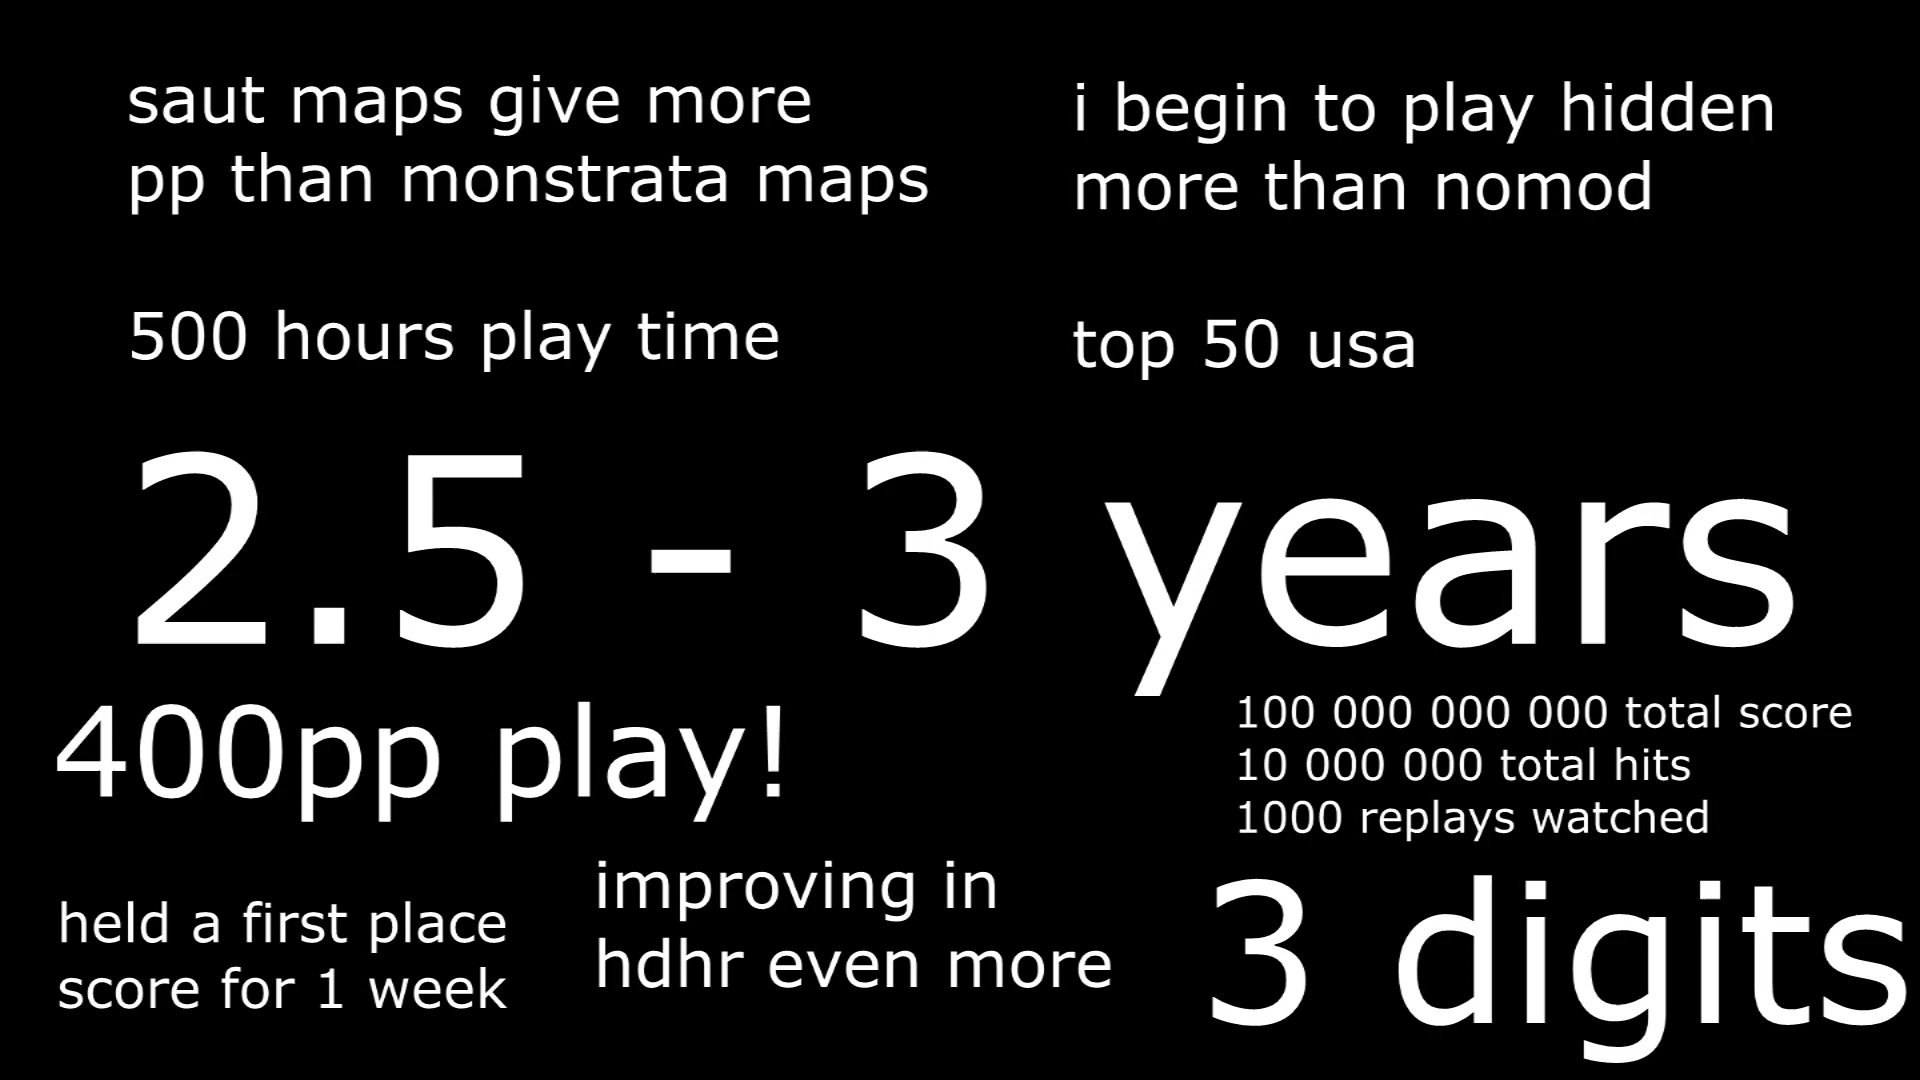 saut maps give more
pp than monstrata maps
i begin to play hidden
more than nomod
500 hours play time
top 50 usa
2.5 - 3 years
400pp play!
100 000 000 000 total score
10 000 000 total hits
1000 replays watched
held a first place
score for 1 week
improving in
hdhr even more
3 digits